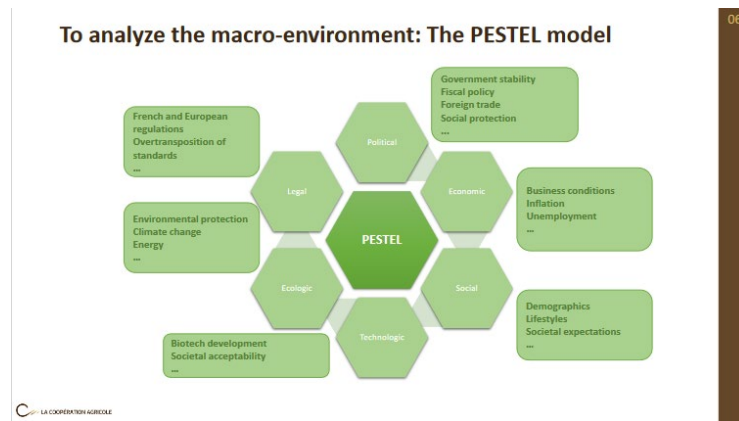 To analyze the macro-environment: The PESTEL model
06
Government stability
Fiscal policy
Foreign trade
Social protection
...
French and European
regulations
Overtransposition of
standards
...
Political
Legal
Economic
Business conditions
Inflation
Unemployment
...
Environmental protection
Climate change
Energy
...
PESTEL
Ecologic
Social
Demographics
Lifestyles
Societal expectations
...
Technologic
Biotech development
Societal acceptability
...
LA COOPÉRATION AGRICOLE